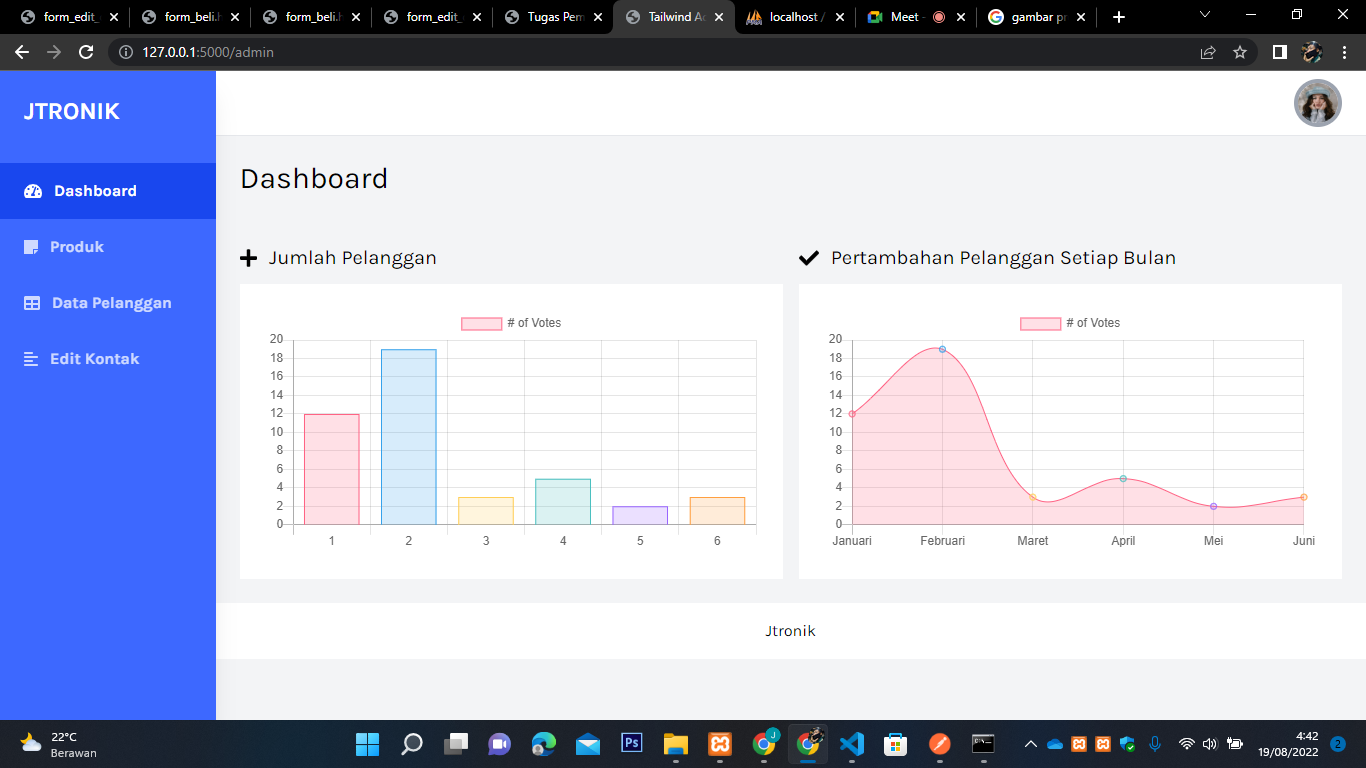 form_edit_
form_beli.h
form_beli.h
form_edit_
Tugas Pem
Tailwind Ad
localhost /
Meet -
gambar pr
127.0.0.1:5000/admin
JTRONIK
Dashboard
Produk
Data Pelanggan
Edit Kontak
Dashboard
Jumlah Pelanggan
# of Votes
20
18
16
14
12
10
8
6
4
2
0
1 2 3 4 5 6
Pertambahan Pelanggan Setiap Bulan
# of Votes
20
18
16
14
12
10
8
6
4
2
0
Januari Februari Maret April Mei Juni
Jtronik
22°C
Berawan
Ps
J
4:42
19/08/2022
2